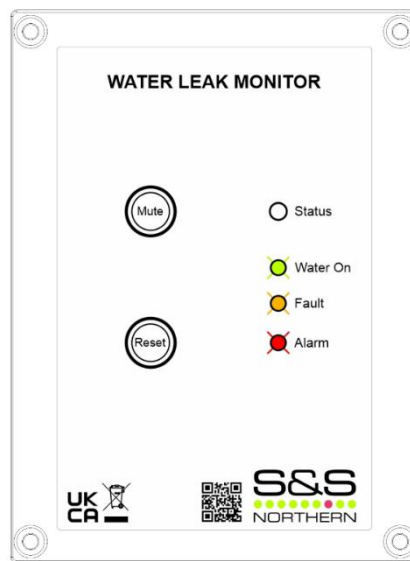 WATER LEAK MONITOR
Mute
Status
Water On
Fault
Reset
Alarm
UK
CA
S&S
NORTHERN